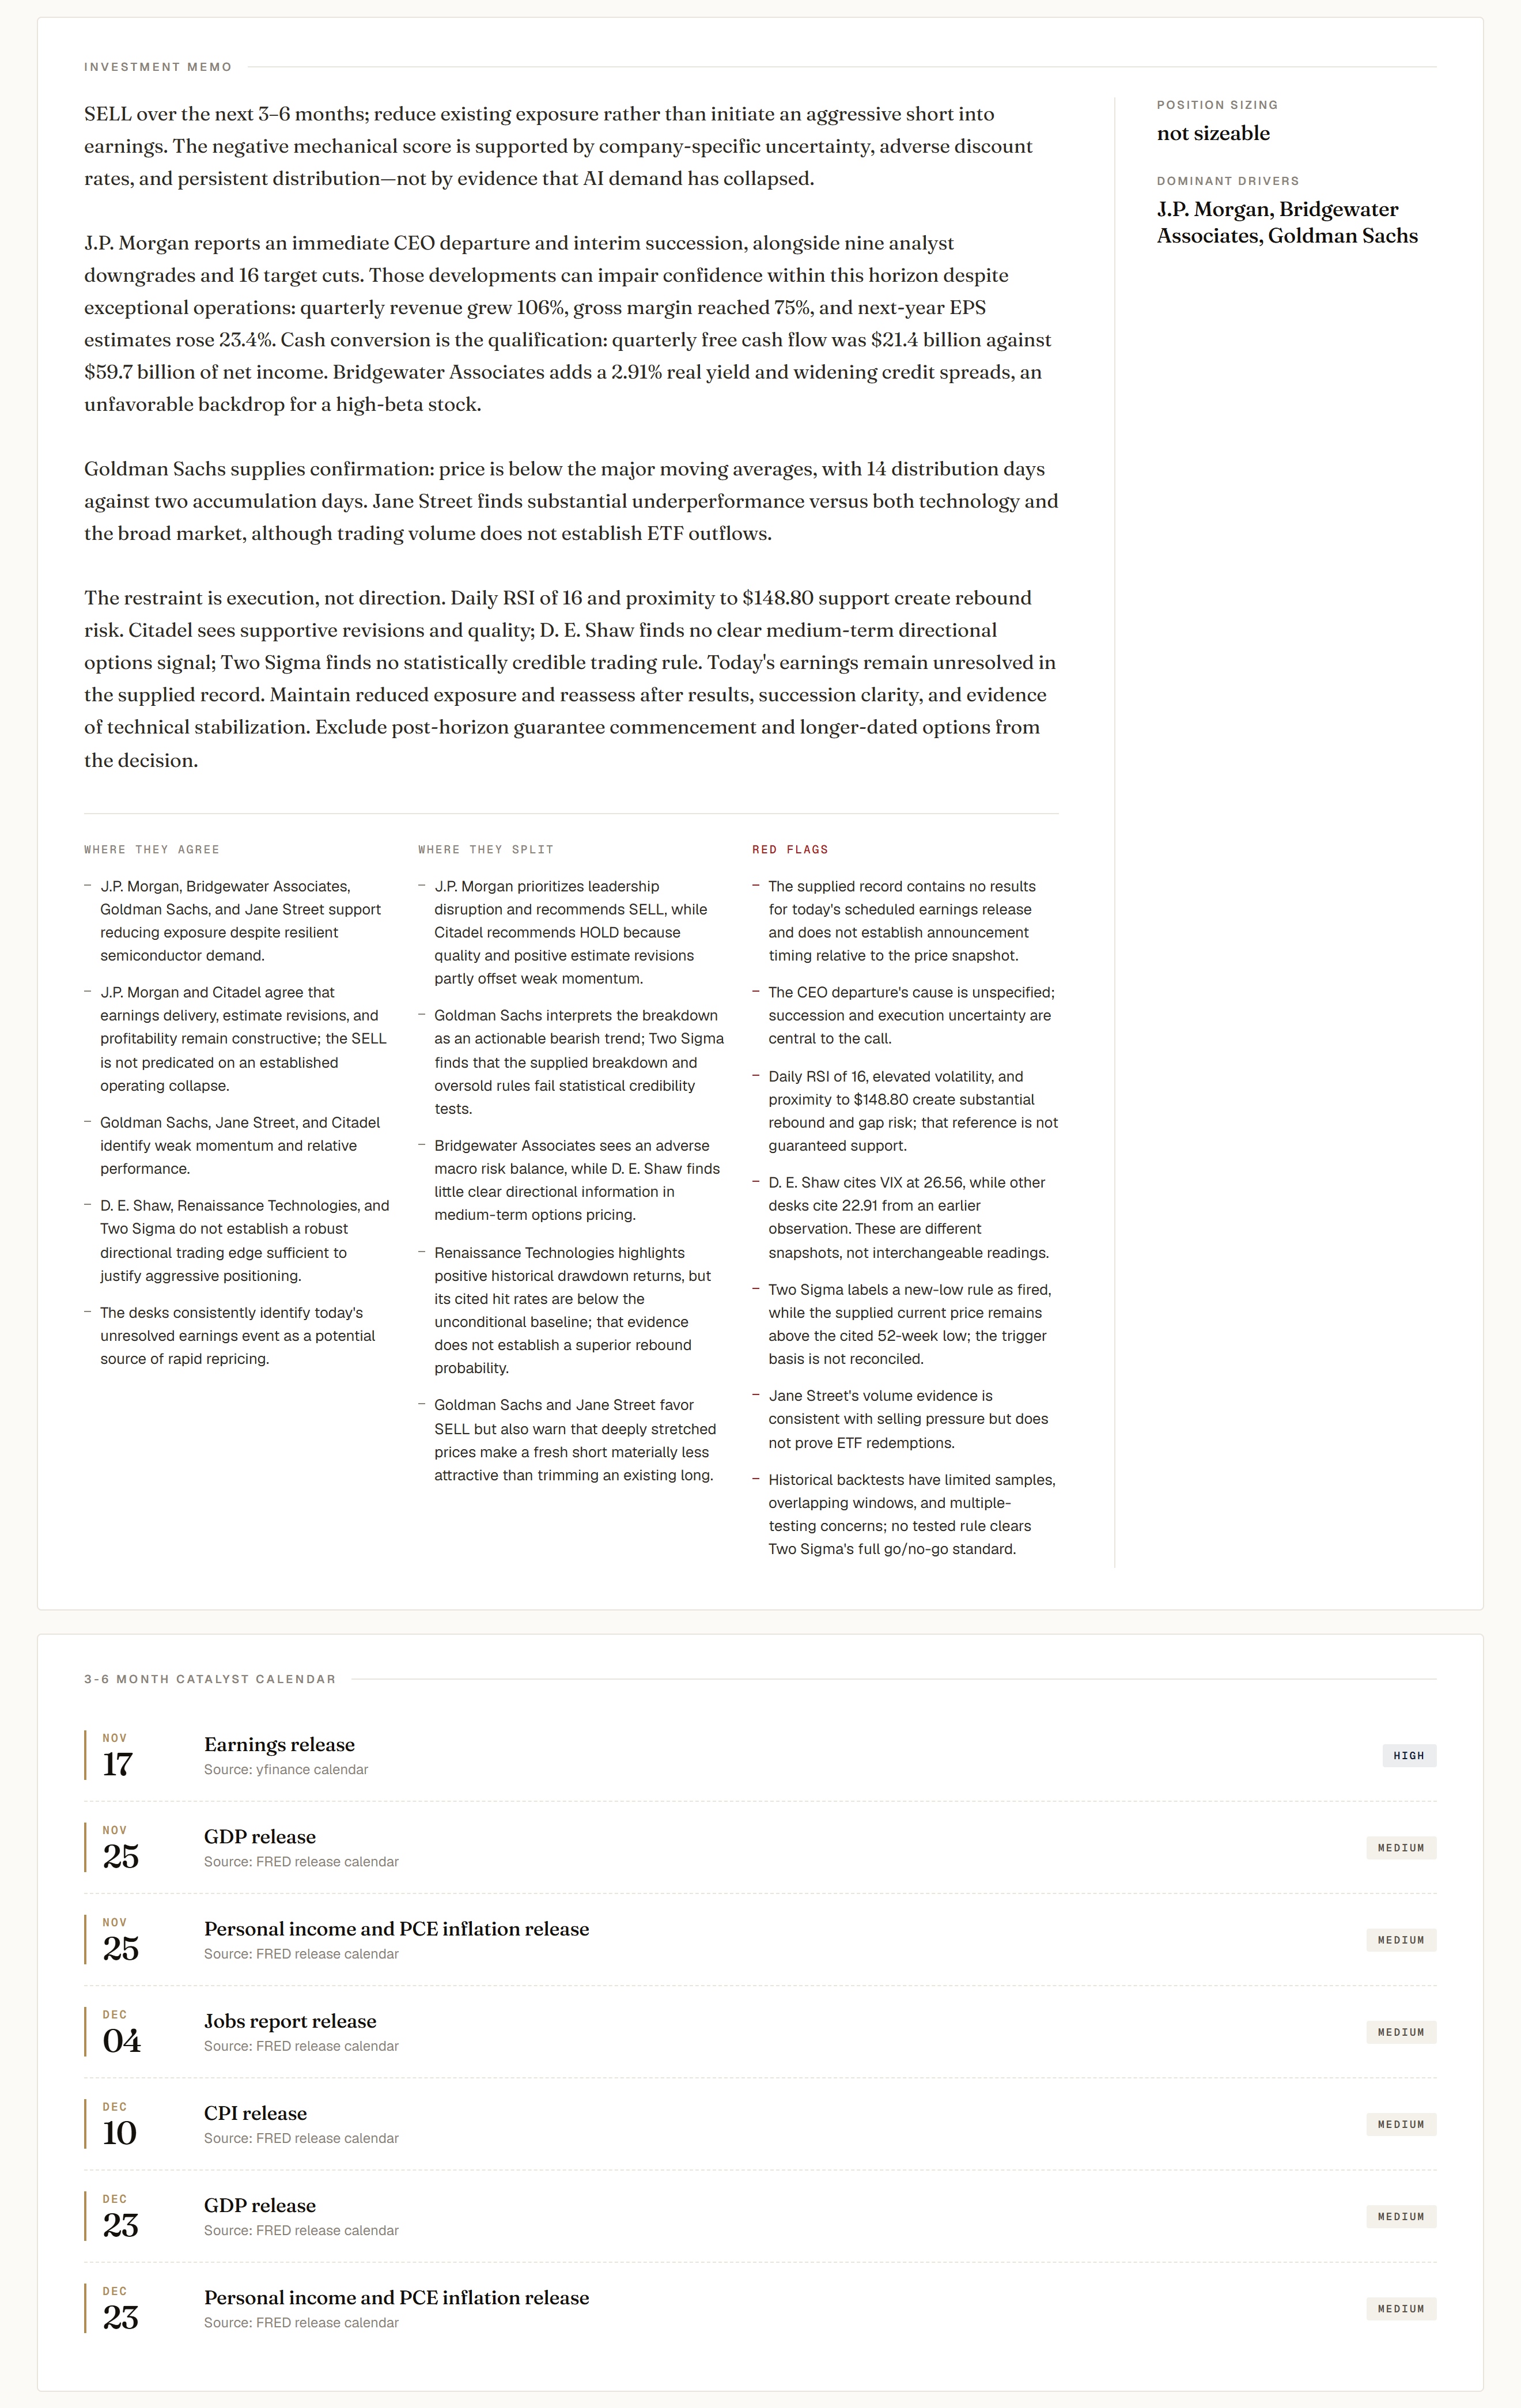 INVESTMENT MEMO
SELL over the next 3–6 months; reduce existing exposure rather than initiate an aggressive short into
earnings. The negative mechanical score is supported by company-specific uncertainty, adverse discount
rates, and persistent distribution—not by evidence that AI demand has collapsed.
J.P. Morgan reports an immediate CEO departure and interim succession, alongside nine analyst
downgrades and 16 target cuts. Those developments can impair confidence within this horizon despite
exceptional operations: quarterly revenue grew 106%, gross margin reached 75%, and next-year EPS
estimates rose 23.4%. Cash conversion is the qualification: quarterly free cash flow was $21.4 billion against
$59.7 billion of net income. Bridgewater Associates adds a 2.91% real yield and widening credit spreads, an
unfavorable backdrop for a high-beta stock.
Goldman Sachs supplies confirmation: price is below the major moving averages, with 14 distribution days
against two accumulation days. Jane Street finds substantial underperformance versus both technology and
the broad market, although trading volume does not establish ETF outflows.
The restraint is execution, not direction. Daily RSI of 16 and proximity to $148.80 support create rebound
risk. Citadel sees supportive revisions and quality; D. E. Shaw finds no clear medium-term directional
options signal; Two Sigma finds no statistically credible trading rule. Today's earnings remain unresolved in
the supplied record. Maintain reduced exposure and reassess after results, succession clarity, and evidence
of technical stabilization. Exclude post-horizon guarantee commencement and longer-dated options from
the decision.
POSITION SIZING
not sizeable
DOMINANT DRIVERS
J.P. Morgan, Bridgewater
Associates, Goldman Sachs
WHERE THEY AGREE
– J.P. Morgan, Bridgewater Associates,
Goldman Sachs, and Jane Street support
reducing exposure despite resilient
semiconductor demand.
– J.P. Morgan and Citadel agree that
earnings delivery, estimate revisions, and
profitability remain constructive; the SELL
is not predicated on an established
operating collapse.
– Goldman Sachs, Jane Street, and Citadel
identify weak momentum and relative
performance.
– D. E. Shaw, Renaissance Technologies, and
Two Sigma do not establish a robust
directional trading edge sufficient to
justify aggressive positioning.
– The desks consistently identify today's
unresolved earnings event as a potential
source of rapid repricing.
WHERE THEY SPLIT
– J.P. Morgan prioritizes leadership
disruption and recommends SELL, while
Citadel recommends HOLD because
quality and positive estimate revisions
partly offset weak momentum.
– Goldman Sachs interprets the breakdown
as an actionable bearish trend; Two Sigma
finds that the supplied breakdown and
oversold rules fail statistical credibility
tests.
– Bridgewater Associates sees an adverse
macro risk balance, while D. E. Shaw finds
little clear directional information in
medium-term options pricing.
– Renaissance Technologies highlights
positive historical drawdown returns, but
its cited hit rates are below the
unconditional baseline; that evidence
does not establish a superior rebound
probability.
– Goldman Sachs and Jane Street favor
SELL but also warn that deeply stretched
prices make a fresh short materially less
attractive than trimming an existing long.
RED FLAGS
– The supplied record contains no results
for today's scheduled earnings release
and does not establish announcement
timing relative to the price snapshot.
– The CEO departure's cause is unspecified;
succession and execution uncertainty are
central to the call.
– Daily RSI of 16, elevated volatility, and
proximity to $148.80 create substantial
rebound and gap risk; that reference is not
guaranteed support.
– D. E. Shaw cites VIX at 26.56, while other
desks cite 22.91 from an earlier
observation. These are different
snapshots, not interchangeable readings.
– Two Sigma labels a new-low rule as fired,
while the supplied current price remains
above the cited 52-week low; the trigger
basis is not reconciled.
– Jane Street's volume evidence is
consistent with selling pressure but does
not prove ETF redemptions.
– Historical backtests have limited samples,
overlapping windows, and multiple-
testing concerns; no tested rule clears
Two Sigma's full go/no-go standard.
3-6 MONTH CATALYST CALENDAR
NOV
17
Earnings release
Source: yfinance calendar
HIGH
NOV
25
GDP release
Source: FRED release calendar
MEDIUM
NOV
25
Personal income and PCE inflation release
Source: FRED release calendar
MEDIUM
DEC
04
Jobs report release
Source: FRED release calendar
MEDIUM
DEC
10
CPI release
Source: FRED release calendar
MEDIUM
DEC
23
GDP release
Source: FRED release calendar
MEDIUM
DEC
23
Personal income and PCE inflation release
Source: FRED release calendar
MEDIUM